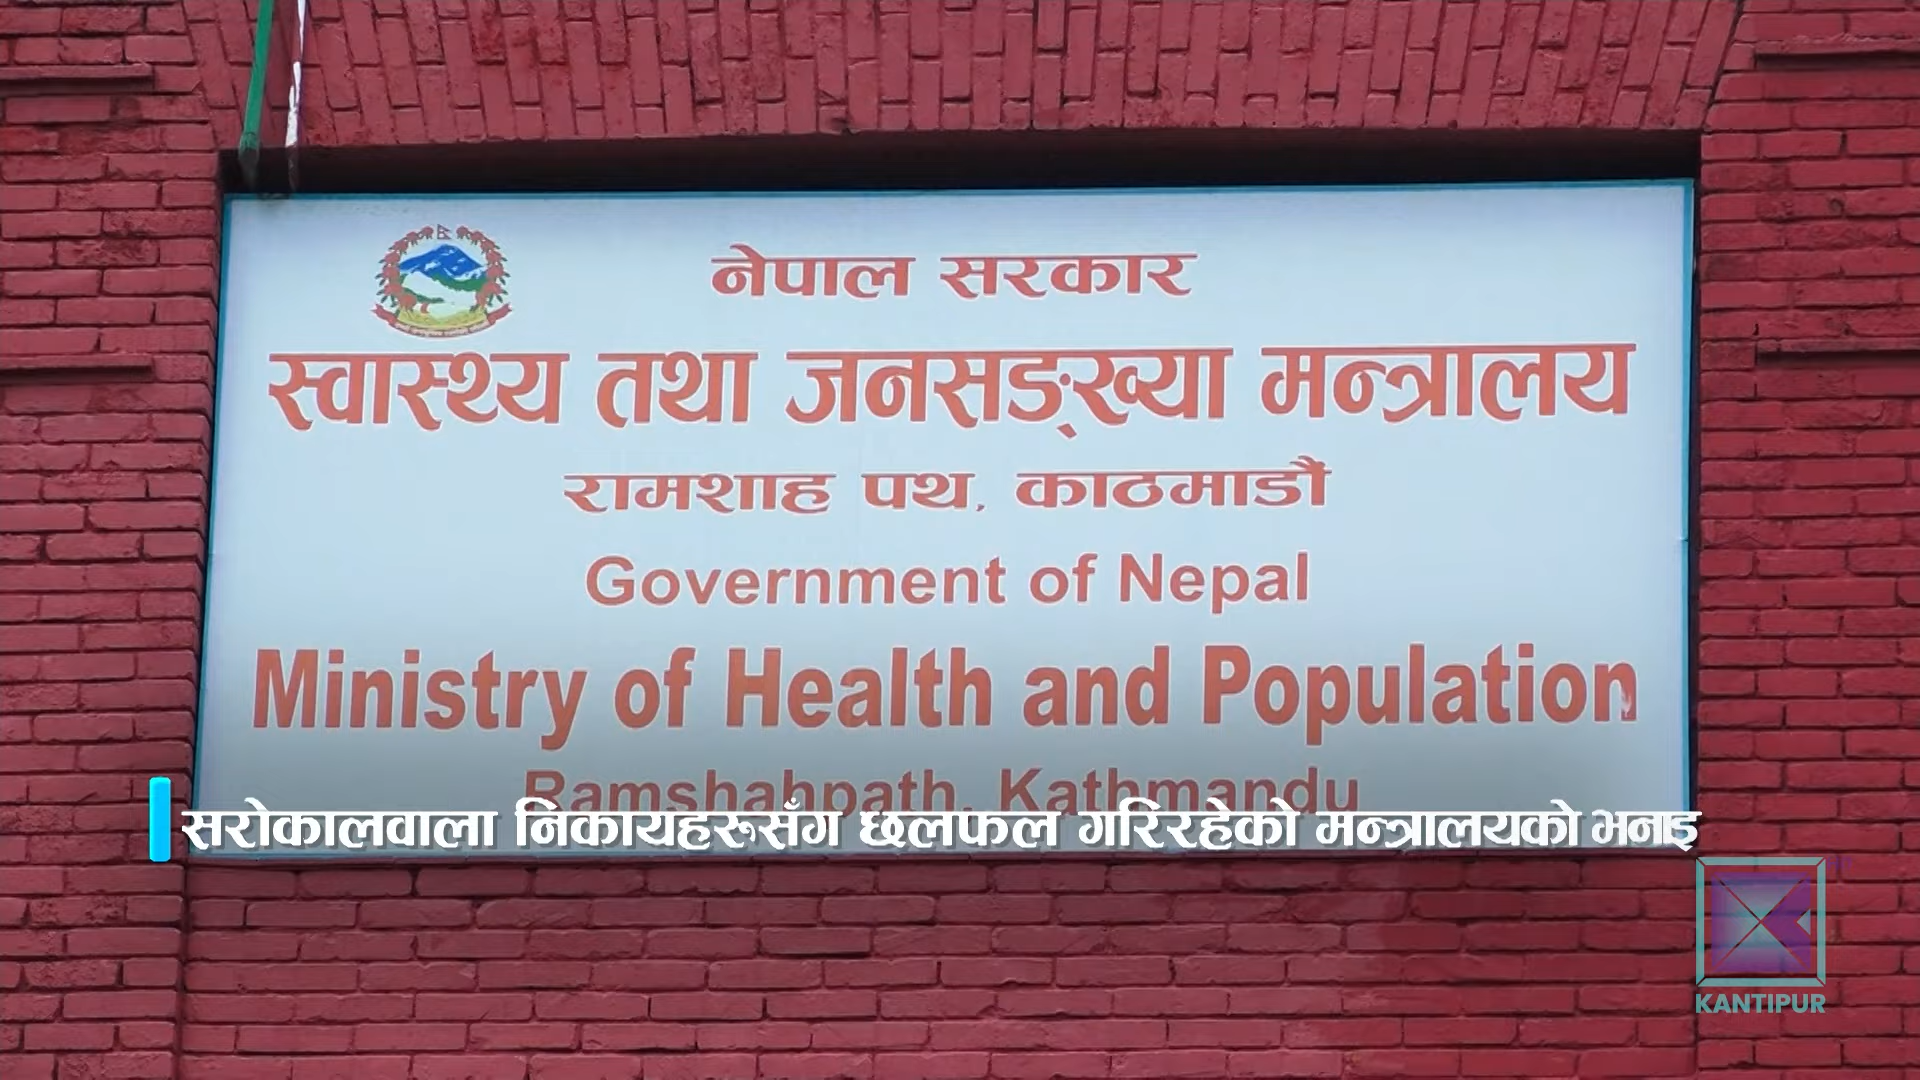 नेपाल सरकार
स्वास्थ्य तथा जनसङ्ख्या मन्त्रालय
रामशाह पथ, काठमाडौं
Government of Nepal
Ministry of Health and Population
Ramshahpath, Kathmandu
सरोकालवाला निकायहरूसँग छलफल गरिरहेको मन्त्रालयको भनाइ
KANTIPUR